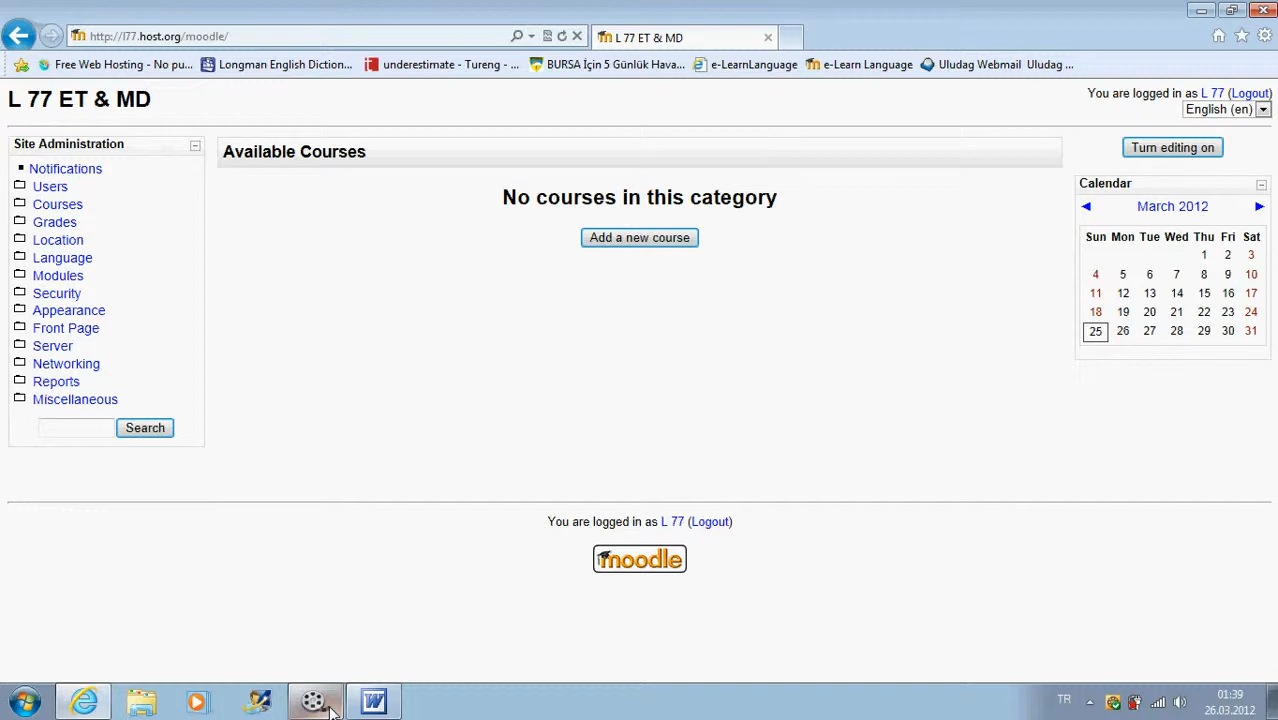 http://l77.host.org/moodle/
L 77 ET & MD
Free Web Hosting - No pu...
Longman English Diction...
underestimate - Tureng - ...
BURSA İçin 5 Günlük Hava...
e-LearnLanguage
e-Learn Language
Uludag Webmail Uludag ...
L 77 ET & MD
You are logged in as L 77 (Logout)
English (en)
Site Administration
Notifications
Users
Courses
Grades
Location
Language
Modules
Security
Appearance
Front Page
Server
Networking
Reports
Miscellaneous
Search
Available Courses
No courses in this category
Add a new course
Turn editing on
Calendar
March 2012
Sun Mon Tue Wed Thu Fri Sat
1 2 3
4 5 6 7 8 9 10
11 12 13 14 15 16 17
18 19 20 21 22 23 24
25 26 27 28 29 30 31
You are logged in as L 77 (Logout)
moodle
W
TR
01:39
26.03.2012